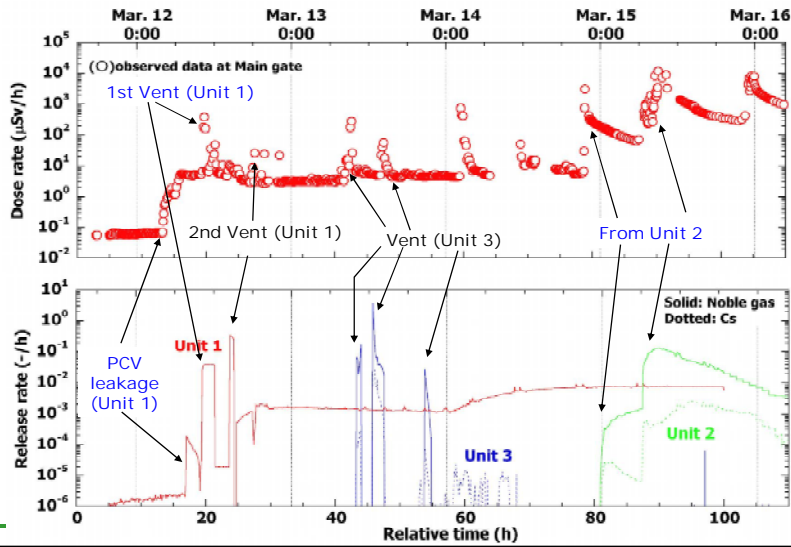 Mar. 12 Mar. 13 Mar. 14 Mar. 15 Mar. 16
0:00 0:00 0:00 0:00 0:00
10^5
(O)observed data at Main gate
10^4
1st Vent (Unit 1)
10^3
10^2
10^1
10^0
10^-1
10^-2
Dose rate (μSv/h)
2nd Vent (Unit 1)
Vent (Unit 3)
From Unit 2
10^1
Solid: Noble gas
Dotted: Cs
10^0
10^-1
10^-2
10^-3
10^-4
10^-5
10^-6
Release rate (-/h)
Unit 1
PCV
leakage
(Unit 1)
Unit 3
Unit 2
0 20 40 60 80 100
Relative time (h)